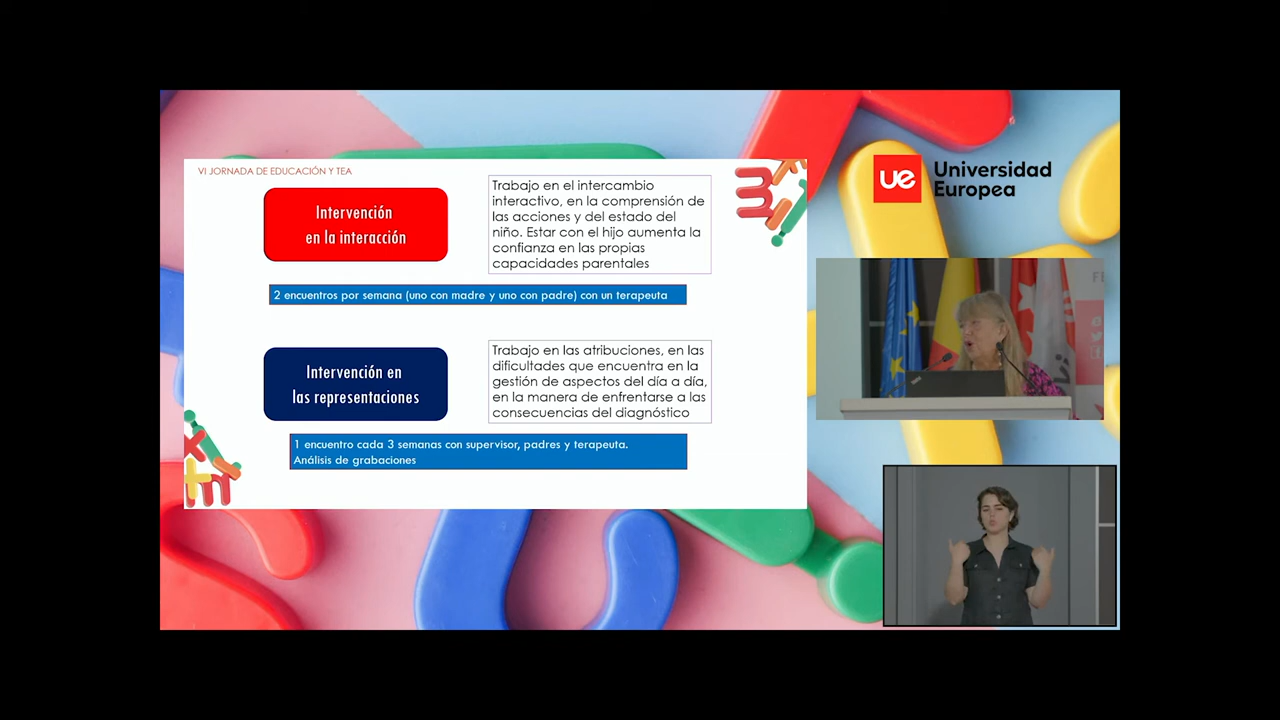 VI JORNADA DE EDUCACIÓN Y TEA
Intervención
en la interacción
Trabajo en el intercambio
interactivo, en la comprensión de
las acciones y del estado del
niño. Estar con el hijo aumenta la
confianza en las propias
capacidades parentales
2 encuentros por semana (uno con madre y uno con padre) con un terapeuta
Intervención en
las representaciones
Trabajo en las atribuciones, en las
dificultades que encuentra en la
gestión de aspectos del día a día,
en la manera de enfrentarse a las
consecuencias del diagnóstico
1 encuentro cada 3 semanas con supervisor, padres y terapeuta.
Análisis de grabaciones
ue
Universidad
Europea